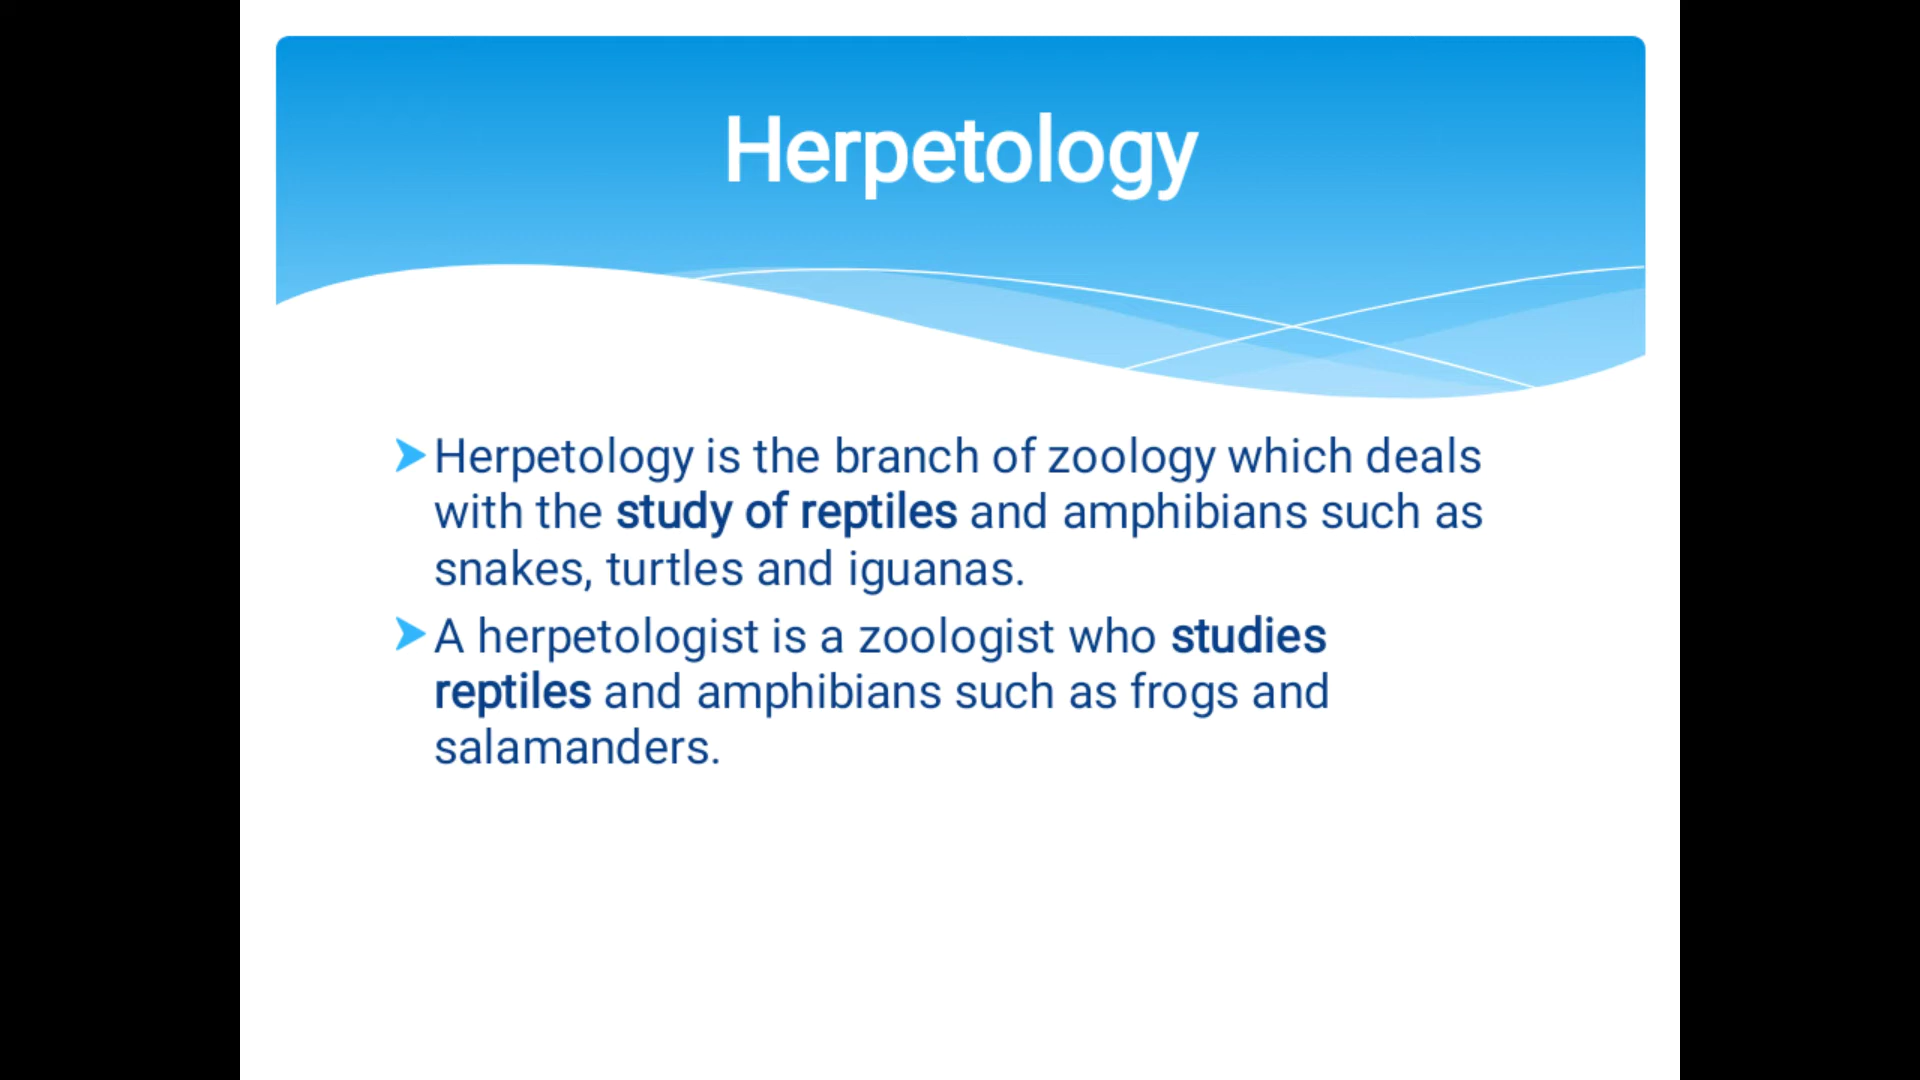 Herpetology
Herpetology is the branch of zoology which deals
with the study of reptiles and amphibians such as
snakes, turtles and iguanas.
A herpetologist is a zoologist who studies
reptiles and amphibians such as frogs and
salamanders.